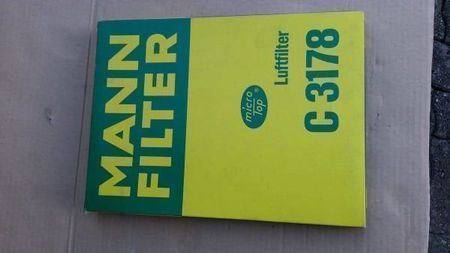 MANN
FILTER
micro
Top
®
Luftfilter
C 3178